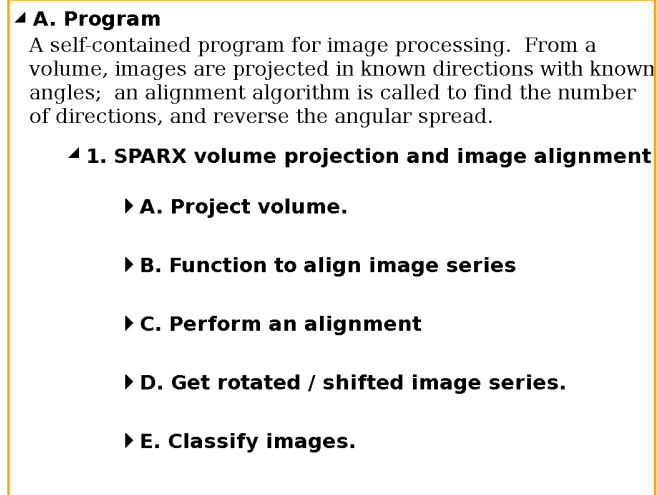 A. Program
A self-contained program for image processing. From a
volume, images are projected in known directions with known
angles; an alignment algorithm is called to find the number
of directions, and reverse the angular spread.
1. SPARX volume projection and image alignment
A. Project volume.
B. Function to align image series
C. Perform an alignment
D. Get rotated / shifted image series.
E. Classify images.